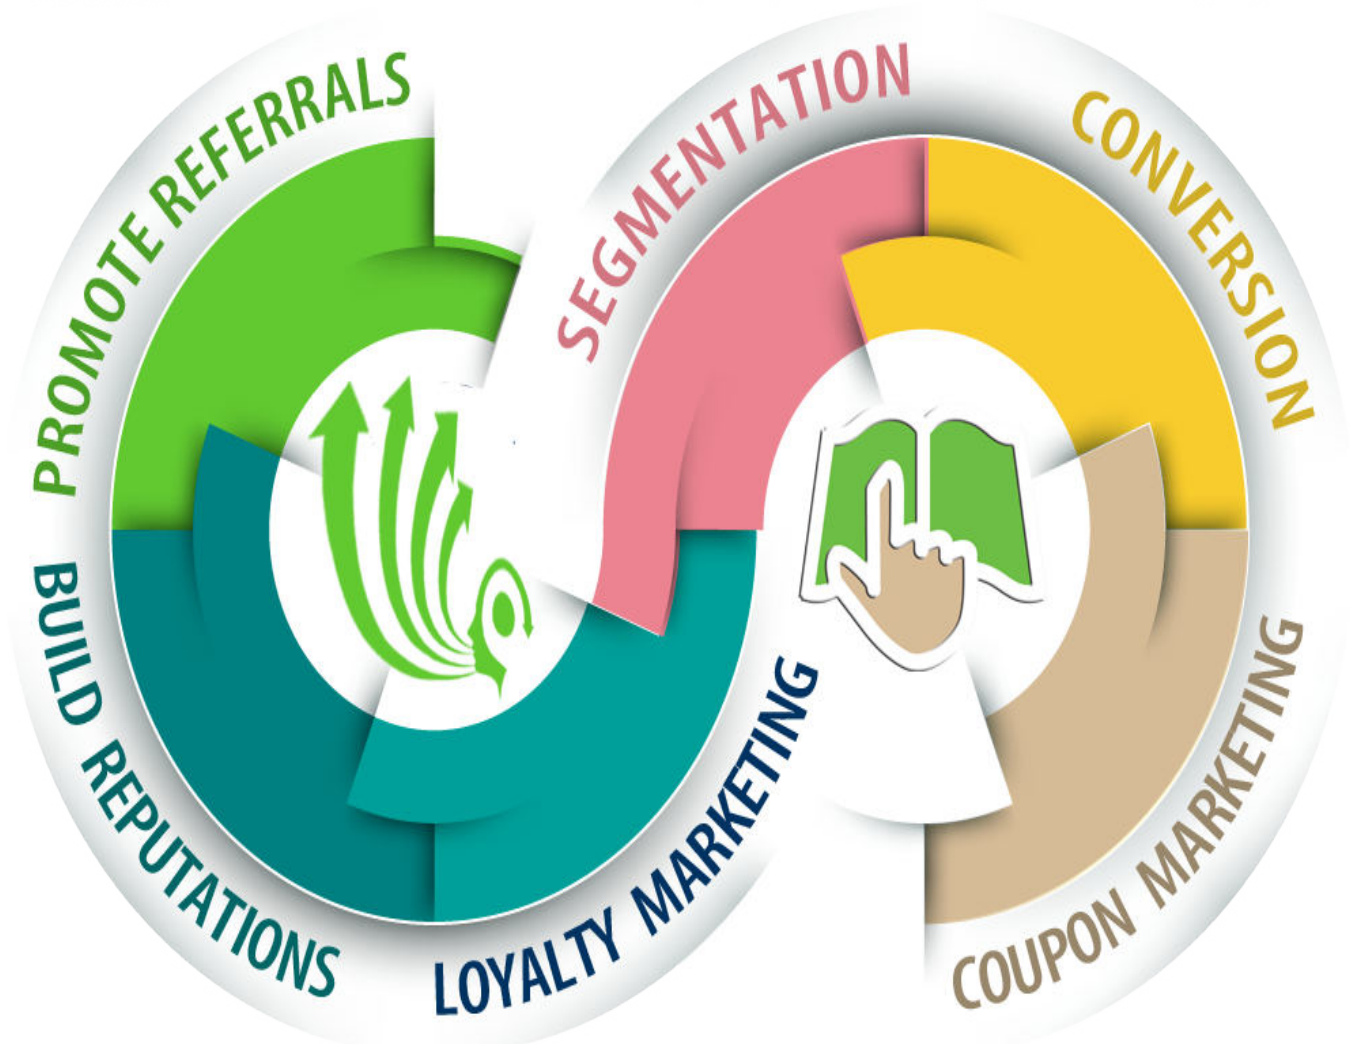 PROMOTE REFERRALS
BUILD REPUTATIONS
LOYALTY MARKETING
SEGMENTATION
CONVERSION
COUPON MARKETING